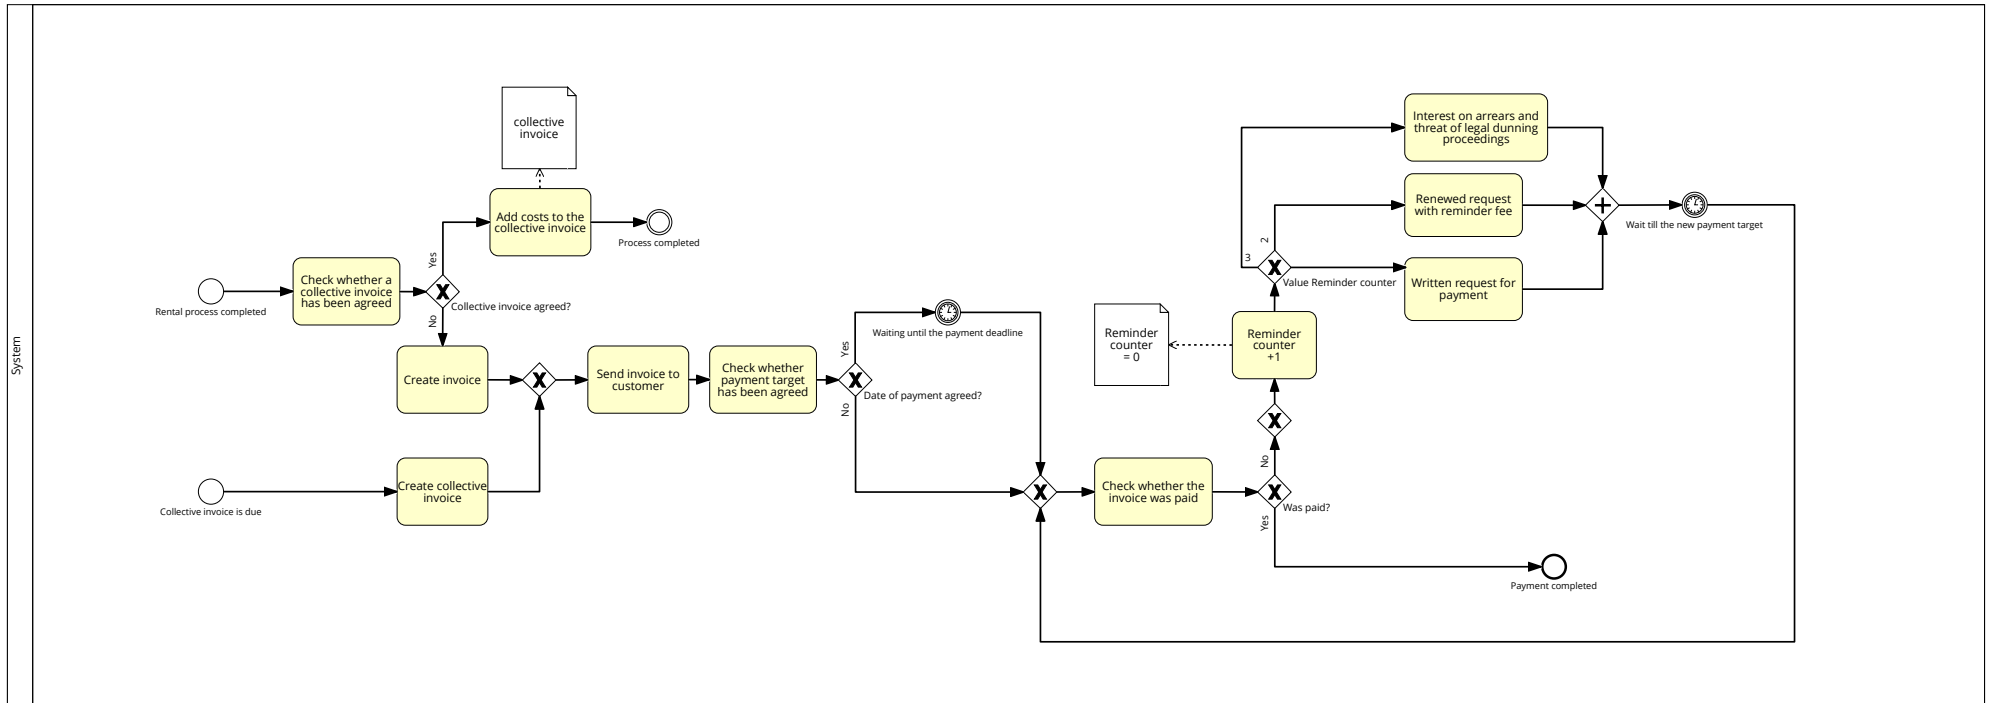 System
collective
invoice
Add costs to the
collective invoice
Process completed
Yes
Check whether a
collective invoice
has been agreed
Rental process completed
Collective invoice agreed?
No
Create invoice
Send invoice to
customer
Check whether
payment target
has been agreed
Yes
Date of payment agreed?
No
Waiting until the payment deadline
Create collective
invoice
Collective invoice is due
Check whether the
invoice was paid
Was paid?
No
Yes
Payment completed
Reminder
counter
= 0
Reminder
counter
+1
Value Reminder counter
3
2
Interest on arrears and
threat of legal dunning
proceedings
Renewed request
with reminder fee
Written request for
payment
Wait till the new payment target